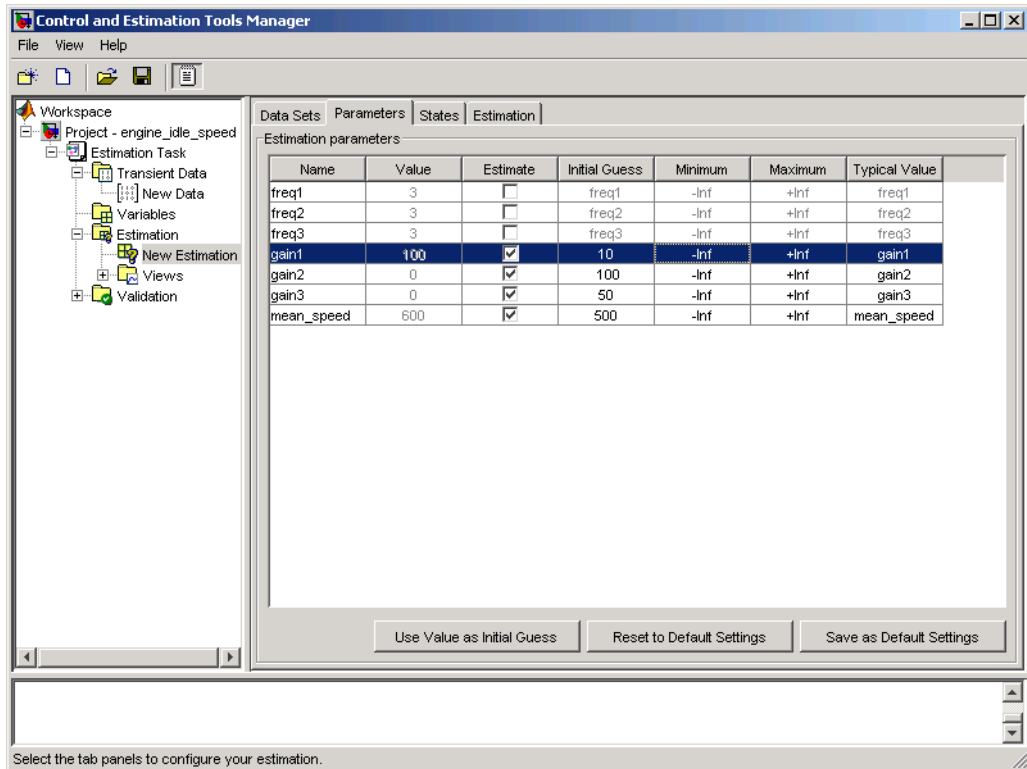 Control and Estimation Tools Manager
File View Help
Workspace
Project - engine_idle_speed
Estimation Task
Transient Data
New Data
Variables
Estimation
New Estimation
Views
Validation
Data Sets Parameters States Estimation
Estimation parameters
Name Value Estimate Initial Guess Minimum Maximum Typical Value
freq1 3 freq1 -Inf +Inf freq1
freq2 3 freq2 -Inf +Inf freq2
freq3 3 freq3 -Inf +Inf freq3
gain1 100 10 -Inf +Inf gain1
gain2 0 100 -Inf +Inf gain2
gain3 0 50 -Inf +Inf gain3
mean_speed 600 500 -Inf +Inf mean_speed
Use Value as Initial Guess Reset to Default Settings Save as Default Settings
Select the tab panels to configure your estimation.